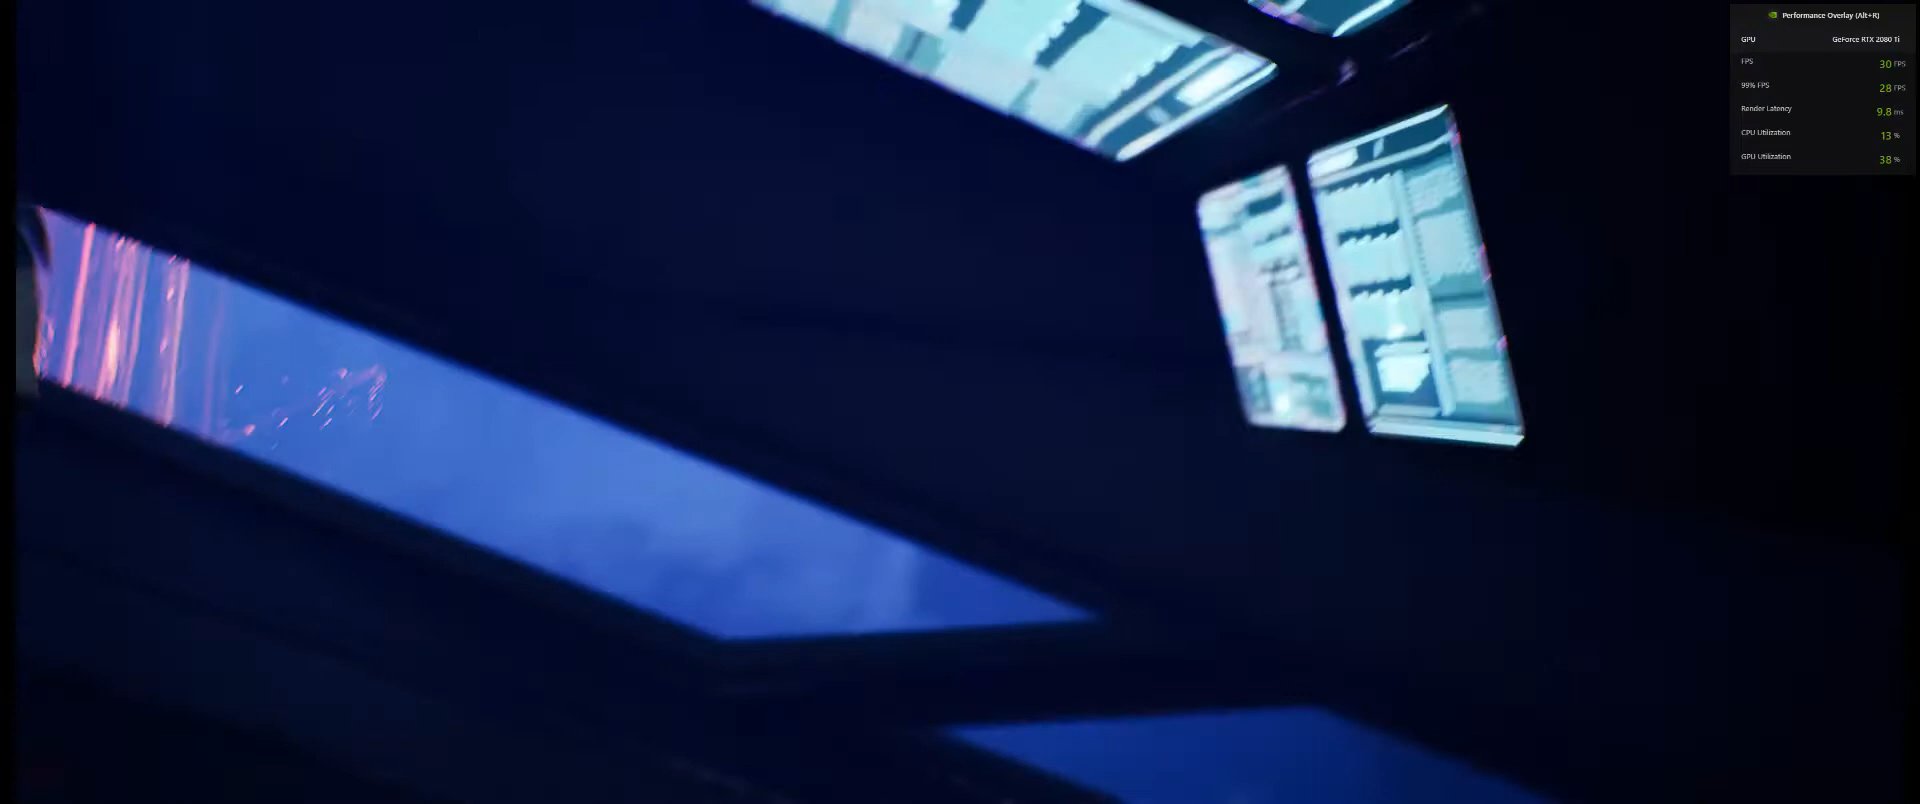 Performance Overlay (Alt+R)
GPU GeForce RTX 2080 Ti
FPS 30 FPS
99% FPS 28 FPS
Render Latency 9.8 ms
CPU Utilization 13 %
GPU Utilization 38 %